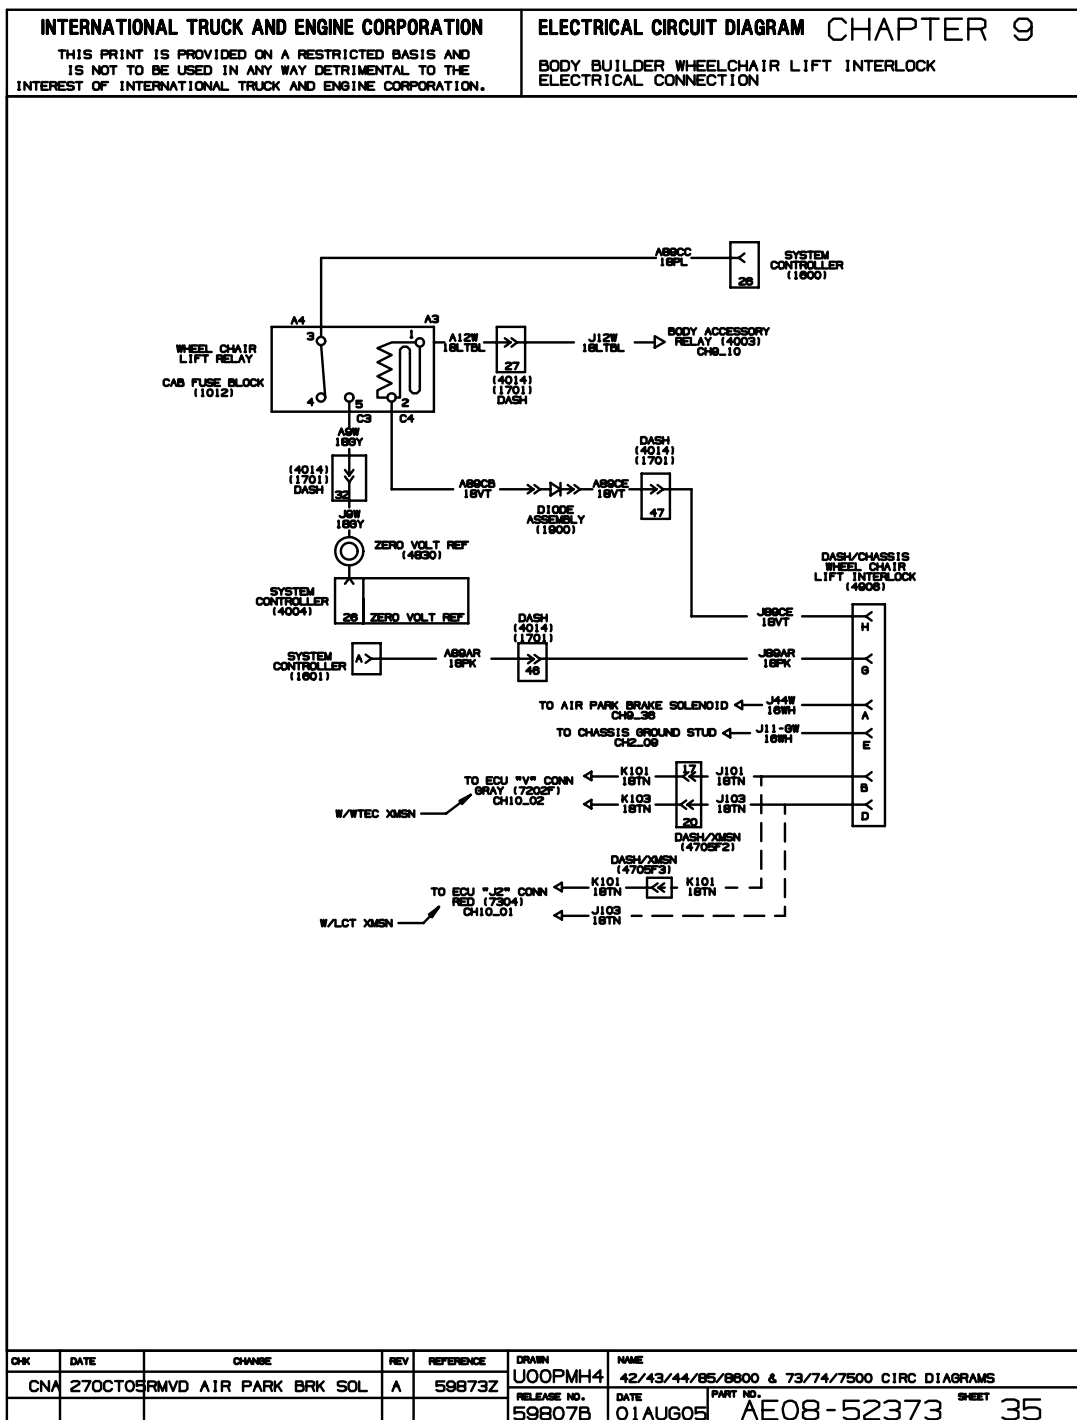 INTERNATIONAL TRUCK AND ENGINE CORPORATION
THIS PRINT IS PROVIDED ON A RESTRICTED BASIS AND
IS NOT TO BE USED IN ANY WAY DETRIMENTAL TO THE
INTEREST OF INTERNATIONAL TRUCK AND ENGINE CORPORATION.
ELECTRICAL CIRCUIT DIAGRAM CHAPTER 9
BODY BUILDER WHEELCHAIR LIFT INTERLOCK
ELECTRICAL CONNECTION
A89CC
18PL
26
SYSTEM
CONTROLLER
(1600)
A4
A3
3
1
4
5
2
C3
C4
WHEEL CHAIR
LIFT RELAY
CAB FUSE BLOCK
(1012)
A12W
18LTBL
27
(4014)
(1701)
DASH
J12W
18LTBL
BODY ACCESSORY
RELAY (4003)
CH9_10
A9W
18GY
(4014)
(1701)
DASH
32
J9W
18GY
ZERO VOLT REF
(4830)
SYSTEM
CONTROLLER
(4004)
26 ZERO VOLT REF
A89CB
18VT
DIODE
ASSEMBLY
(1900)
A89CE
18VT
DASH
(4014)
(1701)
47
DASH/CHASSIS
WHEEL CHAIR
LIFT INTERLOCK
(4906)
J89CE
18VT
H
SYSTEM
CONTROLLER
(1601)
A
A89AR
18PK
DASH
(4014)
(1701)
46
J89AR
18PK
G
TO AIR PARK BRAKE SOLENOID
CH9_36
J44W
16WH
A
TO CHASSIS GROUND STUD
CH2_09
J11-GW
16WH
E
TO ECU "V" CONN
GRAY (7202F)
CH10_02
W/WTEC XMSN
K101
18TN
17
J101
18TN
B
K103
18TN
20
J103
18TN
D
DASH/XMSN
(4705F2)
DASH/XMSN
(4705F3)
K101
18TN
K101
18TN
TO ECU "J2" CONN
RED (7304)
CH10_01
W/LCT XMSN
J103
18TN
CHK DATE CHANGE REV REFERENCE
CNA 27OCT05 RMVD AIR PARK BRK SOL A 59873Z
DRAWN
U00PMH4
NAME
42/43/44/85/8600 & 73/74/7500 CIRC DIAGRAMS
RELEASE NO.
59807B
DATE
01AUG05
PART NO.
AE08-52373
SHEET
35